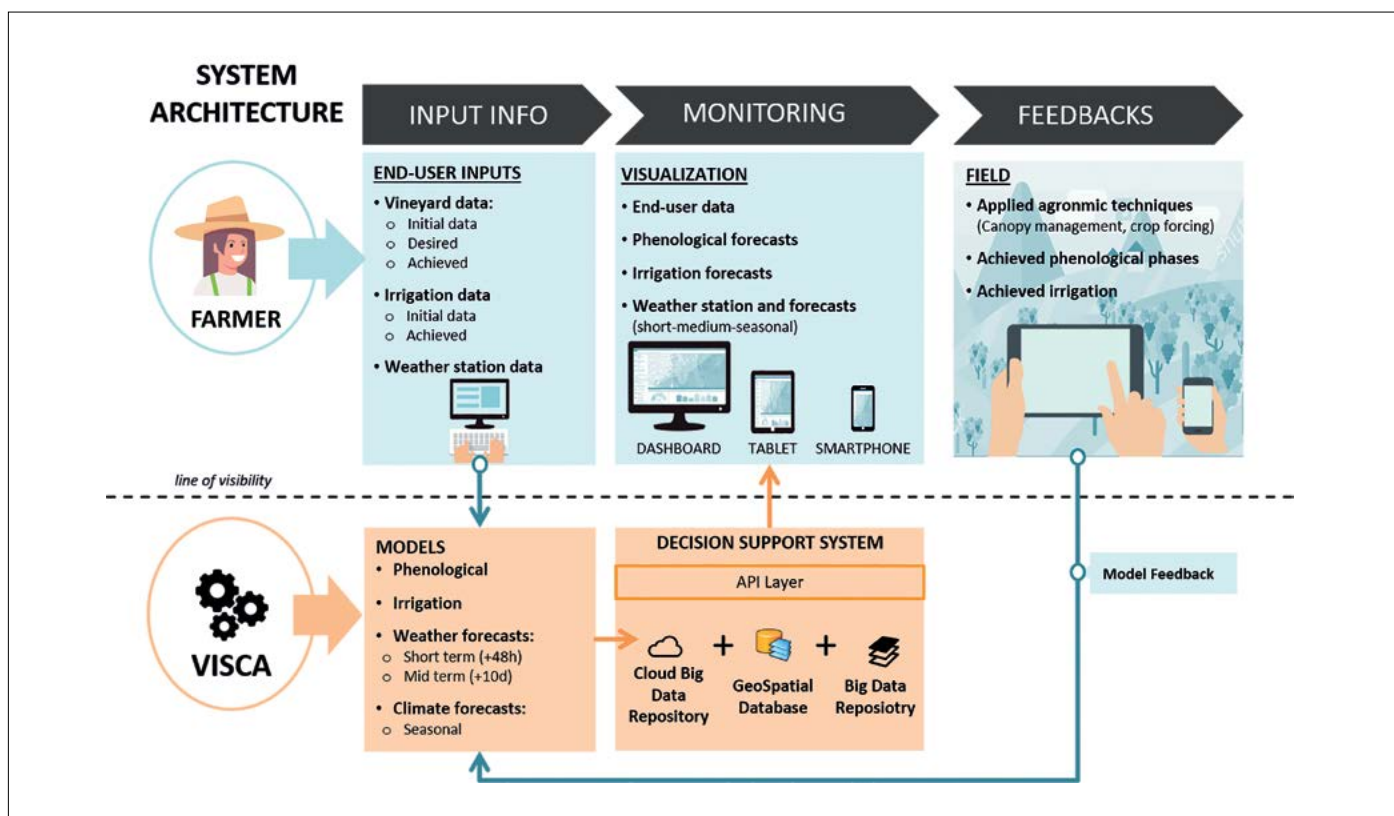 SYSTEM
ARCHITECTURE
INPUT INFO
MONITORING
FEEDBACKS
FARMER
END-USER INPUTS
• Vineyard data:
o Initial data
o Desired
o Achieved
• Irrigation data
o Initial data
o Achieved
• Weather station data
VISUALIZATION
• End-user data
• Phenological forecasts
• Irrigation forecasts
• Weather station and forecasts
(short-medium-seasonal)
DASHBOARD
TABLET
SMARTPHONE
FIELD
• Applied agronmic techniques
(Canopy management, crop forcing)
• Achieved phenological phases
• Achieved irrigation
line of visibility
VISCA
MODELS
• Phenological
• Irrigation
• Weather forecasts:
o Short term (+48h)
o Mid term (+10d)
• Climate forecasts:
o Seasonal
DECISION SUPPORT SYSTEM
API Layer
Cloud Big
Data
Repository
+
GeoSpatial
Database
+
Big Data
Reposiotry
Model Feedback